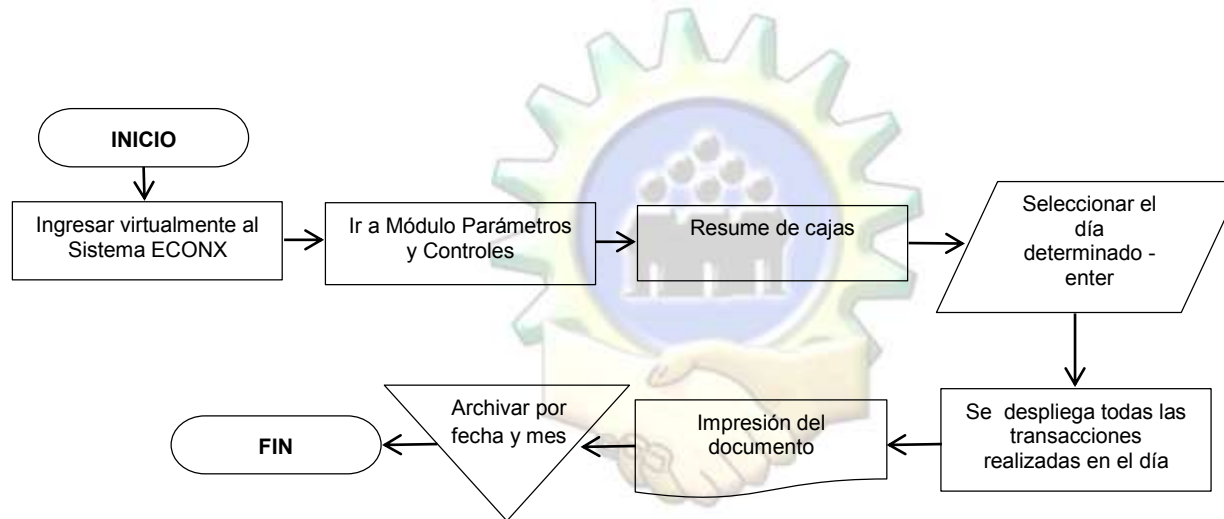 INICIO
Ingresar virtualmente al
Sistema ECONX
Ir a Módulo Parámetros
y Controles
Resume de cajas
Seleccionar el
día
determinado -
enter
Se despliega todas las
transacciones
realizadas en el día
Impresión del
documento
Archivar por
fecha y mes
FIN